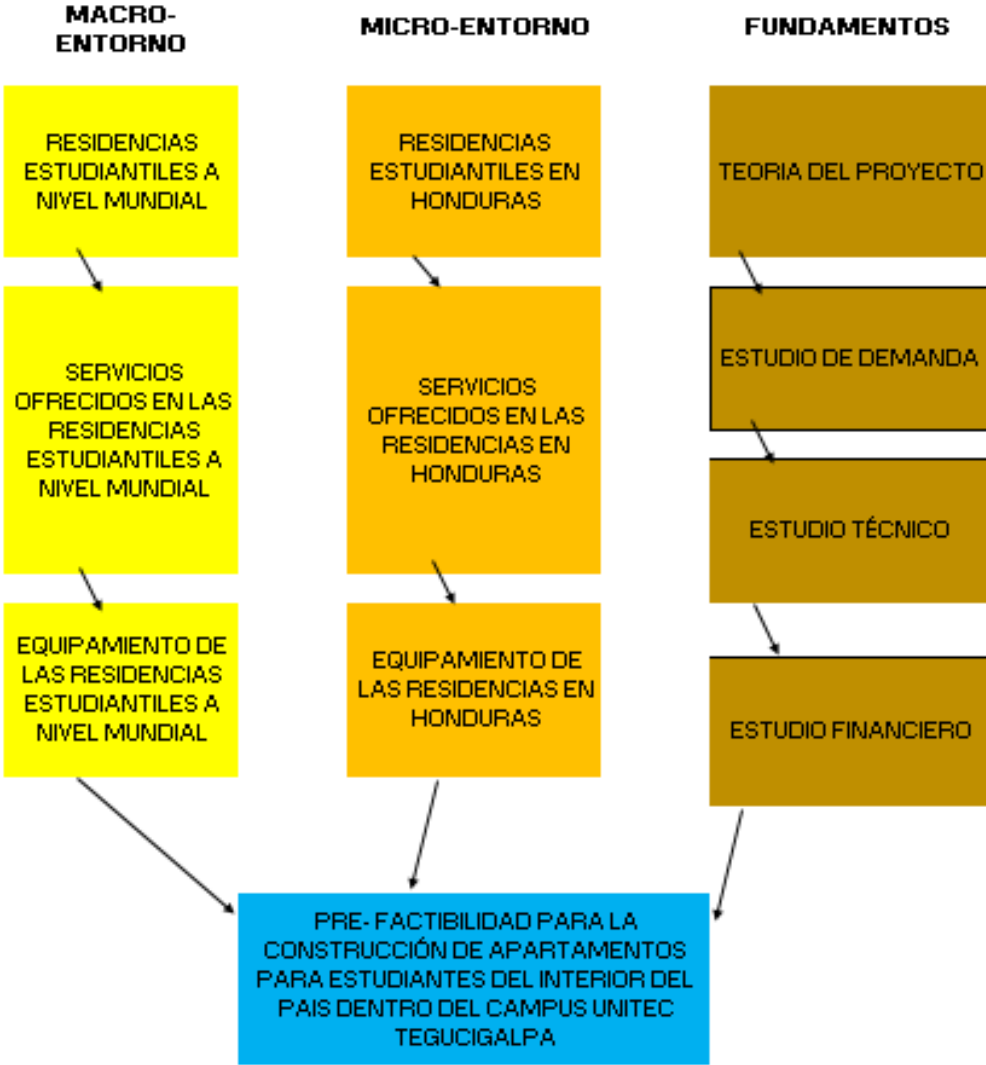 MACRO-
ENTORNO
MICRO-ENTORNO
FUNDAMENTOS
RESIDENCIAS
ESTUDIANTILES A
NIVEL MUNDIAL
RESIDENCIAS
ESTUDIANTILES EN
HONDURAS
TEORIA DEL PROYECTO
SERVICIOS
OFRECIDOS EN LAS
RESIDENCIAS
ESTUDIANTILES A
NIVEL MUNDIAL
SERVICIOS
OFRECIDOS EN LAS
RESIDENCIAS EN
HONDURAS
ESTUDIO DE DEMANDA
ESTUDIO TÉCNICO
EQUIPAMIENTO DE
LAS RESIDENCIAS
ESTUDIANTILES A
NIVEL MUNDIAL
EQUIPAMIENTO DE
LAS RESIDENCIAS EN
HONDURAS
ESTUDIO FINANCIERO
PRE- FACTIBILIDAD PARA LA
CONSTRUCCIÓN DE APARTAMENTOS
PARA ESTUDIANTES DEL INTERIOR DEL
PAIS DENTRO DEL CAMPUS UNITEC
TEGUCIGALPA